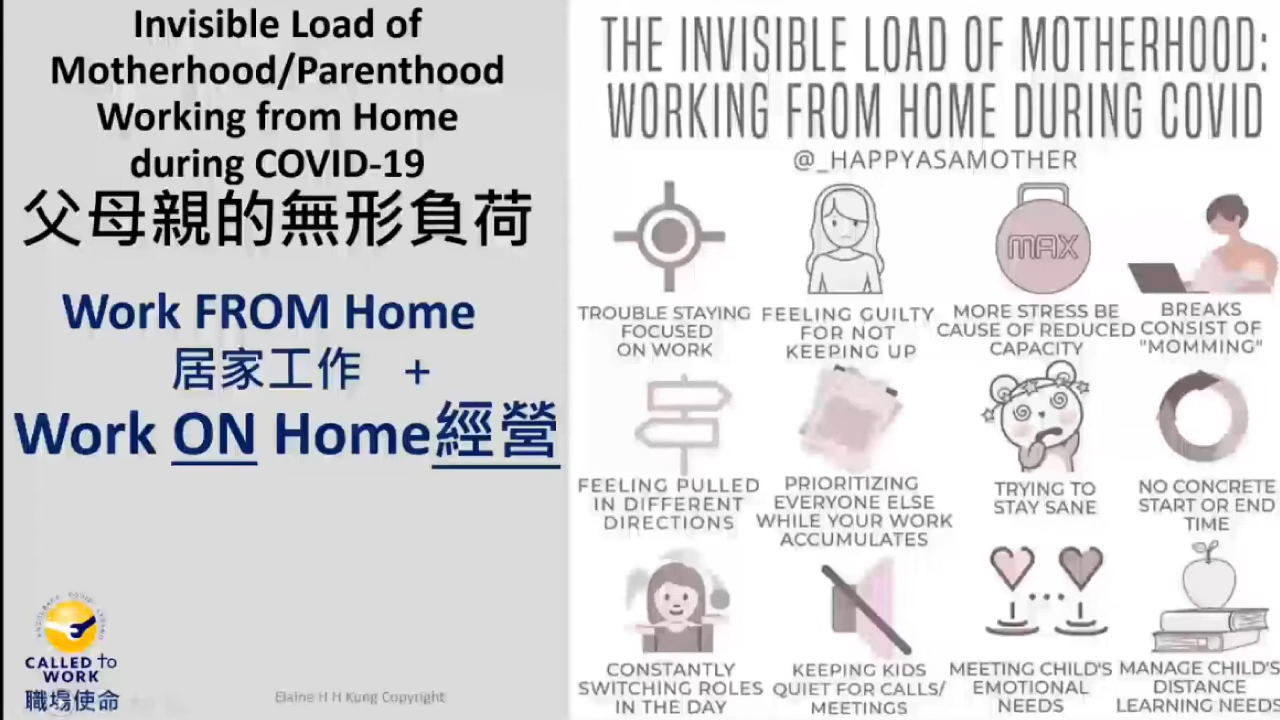 Invisible Load of
Motherhood/Parenthood
Working from Home
during COVID-19
父母親的無形負荷
Work FROM Home
居家工作 +
Work ON Home經營
CALLED to
WORK
職場使命
Elaine H H Kung Copyright
THE INVISIBLE LOAD OF MOTHERHOOD:
WORKING FROM HOME DURING COVID
@_HAPPYASAMOTHER
MAX
TROUBLE STAYING
FOCUSED
ON WORK
FEELING GUILTY
FOR NOT
KEEPING UP
MORE STRESS BE
CAUSE OF REDUCED
CAPACITY
BREAKS
CONSIST OF
"MOMMING"
FEELING PULLED
IN DIFFERENT
DIRECTIONS
PRIORITIZING
EVERYONE ELSE
WHILE YOUR WORK
ACCUMULATES
TRYING TO
STAY SANE
NO CONCRETE
START OR END
TIME
CONSTANTLY
SWITCHING ROLES
IN THE DAY
KEEPING KIDS
QUIET FOR CALLS/
MEETINGS
MEETING CHILD'S
EMOTIONAL
NEEDS
MANAGE CHILD'S
DISTANCE
LEARNING NEEDS